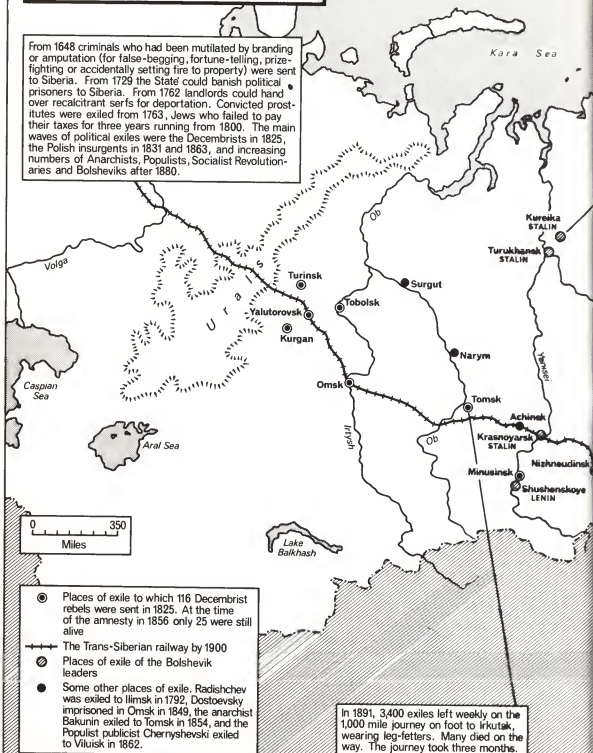 From 1648 criminals who had been mutilated by branding
or amputation (for false-begging, fortune-telling, prize-
fighting or accidentally setting fire to property) were sent
to Siberia. From 1729 the State could banish political
prisoners to Siberia. From 1762 landlords could hand
over recalcitrant serfs for deportation. Convicted prost-
itutes were exiled from 1763, Jews who failed to pay
their taxes for three years running from 1800. The main
waves of political exiles were the Decembrists in 1825,
the Polish insurgents in 1831 and 1863, and increasing
numbers of Anarchists, Populists, Socialist Revolution-
aries and Bolsheviks after 1880.
Kara Sea
Kureika
STALIN
Turukhansk
STALIN
Ob
Volga
Urals
Turinsk
Surgut
Tobolsk
Yalutorovsk
Kurgan
Narym
Yenisei
Caspian
Sea
Omsk
Tomsk
Achinsk
Aral Sea
Irtysh
Ob
Krasnoyarsk
STALIN
Nizhneudinsk
Minusinsk
Shushenskoye
LENIN
0 350
Miles
Lake
Balkhash
Places of exile to which 116 Decembrist
rebels were sent in 1825. At the time
of the amnesty in 1856 only 25 were still
alive
The Trans-Siberian railway by 1900
Places of exile of the Bolshevik
leaders
Some other places of exile. Radishchev
was exiled to Ilimsk in 1792, Dostoevsky
imprisoned in Omsk in 1849, the anarchist
Bakunin exiled to Tomsk in 1854, and the
Populist publicist Chernyshevski exiled
to Viluisk in 1862.
In 1891, 3,400 exiles left weekly on the
1,000 mile journey on foot to Irkutsk,
wearing leg-fetters. Many died on the
way. The journey took three months